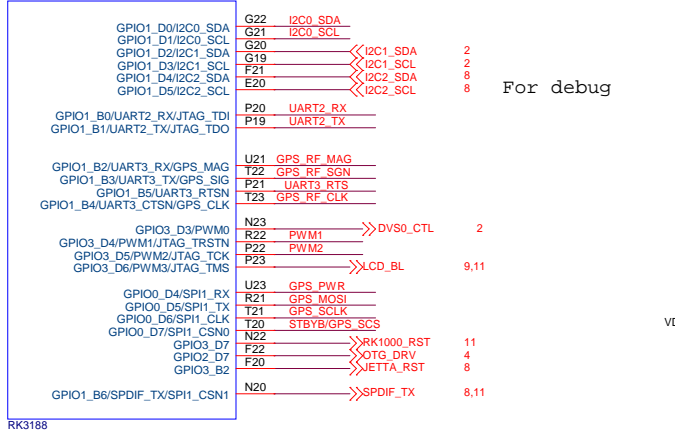 GPIO1_D0/I2C0_SDA G22 I2C0_SDA
GPIO1_D1/I2C0_SCL G21 I2C0_SCL
GPIO1_D2/I2C1_SDA G20 I2C1_SDA 2
GPIO1_D3/I2C1_SCL G19 I2C1_SCL 2
GPIO1_D4/I2C2_SDA F21 I2C2_SDA 8
GPIO1_D5/I2C2_SCL E20 I2C2_SCL 8 For debug
GPIO1_B0/UART2_RX/JTAG_TDI P20 UART2_RX
GPIO1_B1/UART2_TX/JTAG_TDO P19 UART2_TX
GPIO1_B2/UART3_RX/GPS_MAG U21 GPS_RF_MAG
GPIO1_B3/UART3_TX/GPS_SIG T22 GPS_RF_SGN
GPIO1_B5/UART3_RTSN P21 UART3_RTS
GPIO1_B4/UART3_CTSN/GPS_CLK T23 GPS_RF_CLK
GPIO3_D3/PWM0 N23 DVS0_CTL 2
GPIO3_D4/PWM1/JTAG_TRSTN R22 PWM1
GPIO3_D5/PWM2/JTAG_TCK P22 PWM2
GPIO3_D6/PWM3/JTAG_TMS P23 LCD_BL 9,11
GPIO0_D4/SPI1_RX U23 GPS_PWR
GPIO0_D5/SPI1_TX R21 GPS_MOSI
GPIO0_D6/SPI1_CLK T21 GPS_SCLK
GPIO0_D7/SPI1_CSN0 T20 STBYB/GPS_SCS
GPIO3_D7 N22 RK1000_RST 11
GPIO2_D7 F22 OTG_DRV 4
GPIO3_B2 F20 JETTA_RST 8
GPIO1_B6/SPDIF_TX/SPI1_CSN1 N20 SPDIF_TX 8,11
RK3188